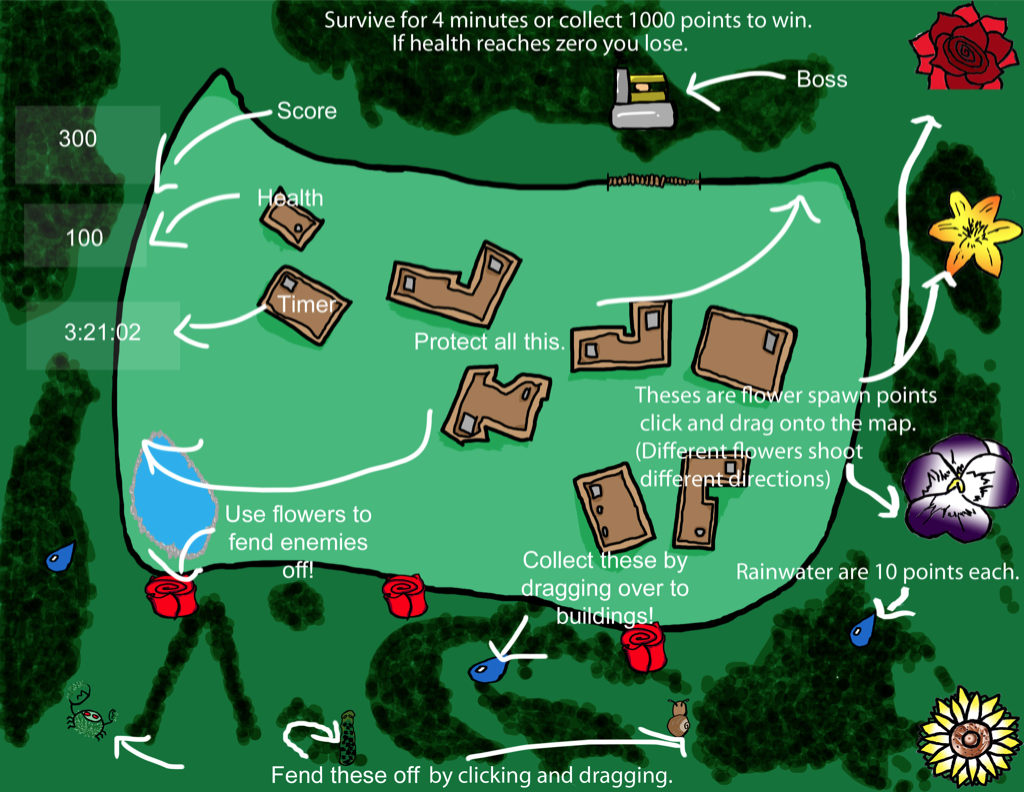 Survive for 4 minutes or collect 1000 points to win.
If health reaches zero you lose.
Boss
Score
300
Health
100
Timer
3:21:02
Protect all this.
Theses are flower spawn points
click and drag onto the map.
(Different flowers shoot
different directions)
Use flowers to
fend enemies
off!
Collect these by
dragging over to
buildings!
Rainwater are 10 points each.
Fend these off by clicking and dragging.